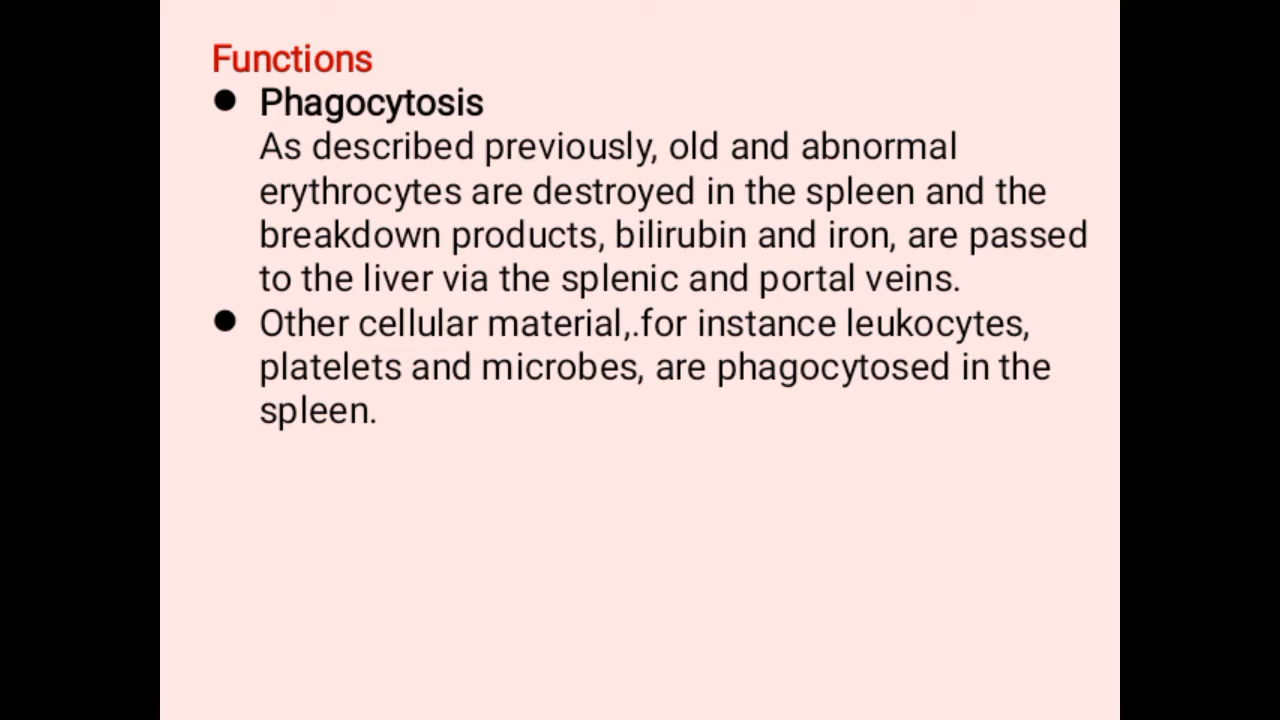 Functions
● Phagocytosis
As described previously, old and abnormal
erythrocytes are destroyed in the spleen and the
breakdown products, bilirubin and iron, are passed
to the liver via the splenic and portal veins.
● Other cellular material,.for instance leukocytes,
platelets and microbes, are phagocytosed in the
spleen.